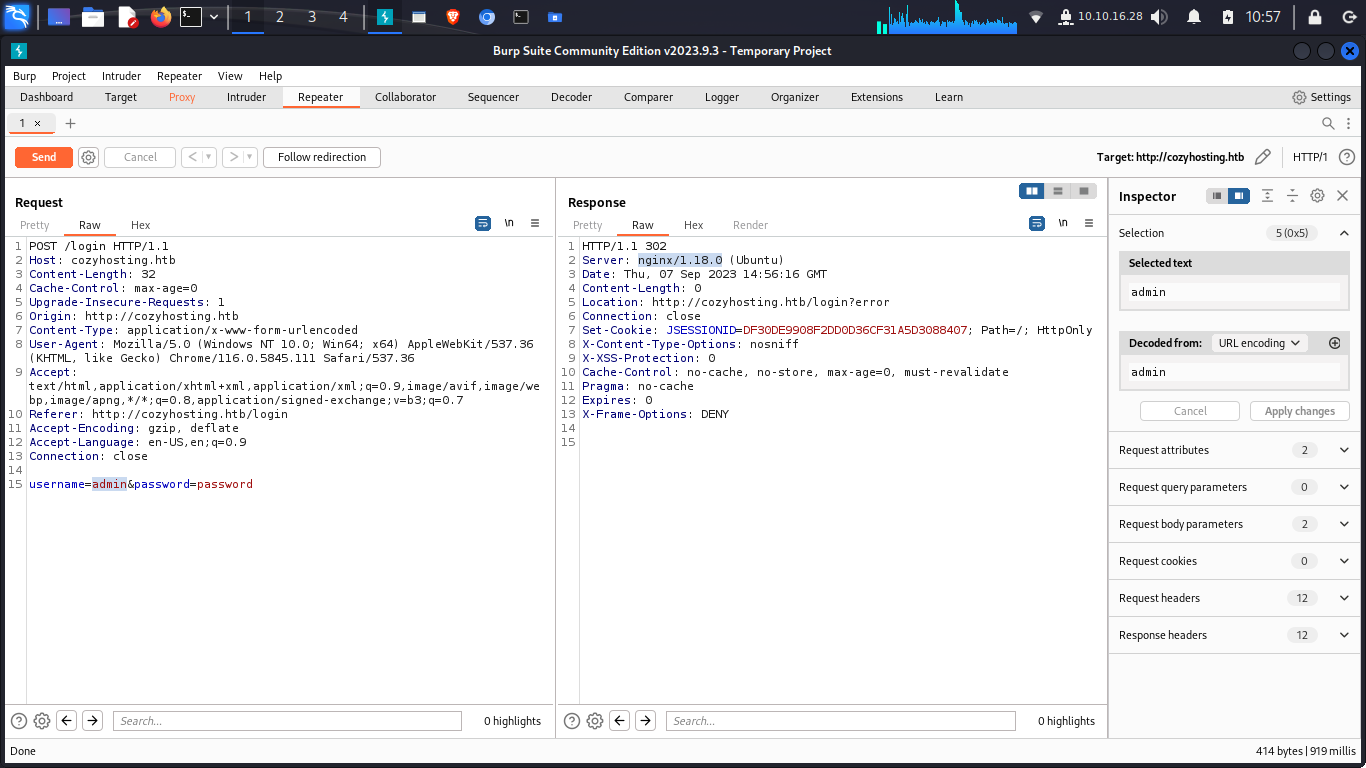 1 2 3 4 10.10.16.28 10:57
Burp Suite Community Edition v2023.9.3 - Temporary Project
Burp Project Intruder Repeater View Help
Dashboard Target Proxy Intruder Repeater Collaborator Sequencer Decoder Comparer Logger Organizer Extensions Learn Settings
1 × +
Send Cancel < > Follow redirection Target: http://cozyhosting.htb HTTP/1
Request
Pretty Raw Hex \n
1 POST /login HTTP/1.1
2 Host: cozyhosting.htb
3 Content-Length: 32
4 Cache-Control: max-age=0
5 Upgrade-Insecure-Requests: 1
6 Origin: http://cozyhosting.htb
7 Content-Type: application/x-www-form-urlencoded
8 User-Agent: Mozilla/5.0 (Windows NT 10.0; Win64; x64) AppleWebKit/537.36
(KHTML, like Gecko) Chrome/116.0.5845.111 Safari/537.36
9 Accept:
text/html,application/xhtml+xml,application/xml;q=0.9,image/avif,image/we
bp,image/apng,*/*;q=0.8,application/signed-exchange;v=b3;q=0.7
10 Referer: http://cozyhosting.htb/login
11 Accept-Encoding: gzip, deflate
12 Accept-Language: en-US,en;q=0.9
13 Connection: close
14
15 username=admin&password=password
Search...
0 highlights
Response
Pretty Raw Hex Render \n
1 HTTP/1.1 302
2 Server: nginx/1.18.0 (Ubuntu)
3 Date: Thu, 07 Sep 2023 14:56:16 GMT
4 Content-Length: 0
5 Location: http://cozyhosting.htb/login?error
6 Connection: close
7 Set-Cookie: JSESSIONID=DF30DE9908F2DD0D36CF31A5D3088407; Path=/; HttpOnly
8 X-Content-Type-Options: nosniff
9 X-XSS-Protection: 0
10 Cache-Control: no-cache, no-store, max-age=0, must-revalidate
11 Pragma: no-cache
12 Expires: 0
13 X-Frame-Options: DENY
14
15
Search...
0 highlights
Inspector
Selection 5 (0x5)
Selected text
admin
Decoded from: URL encoding
admin
Cancel Apply changes
Request attributes 2
Request query parameters 0
Request body parameters 2
Request cookies 0
Request headers 12
Response headers 12
Done
414 bytes | 919 millis